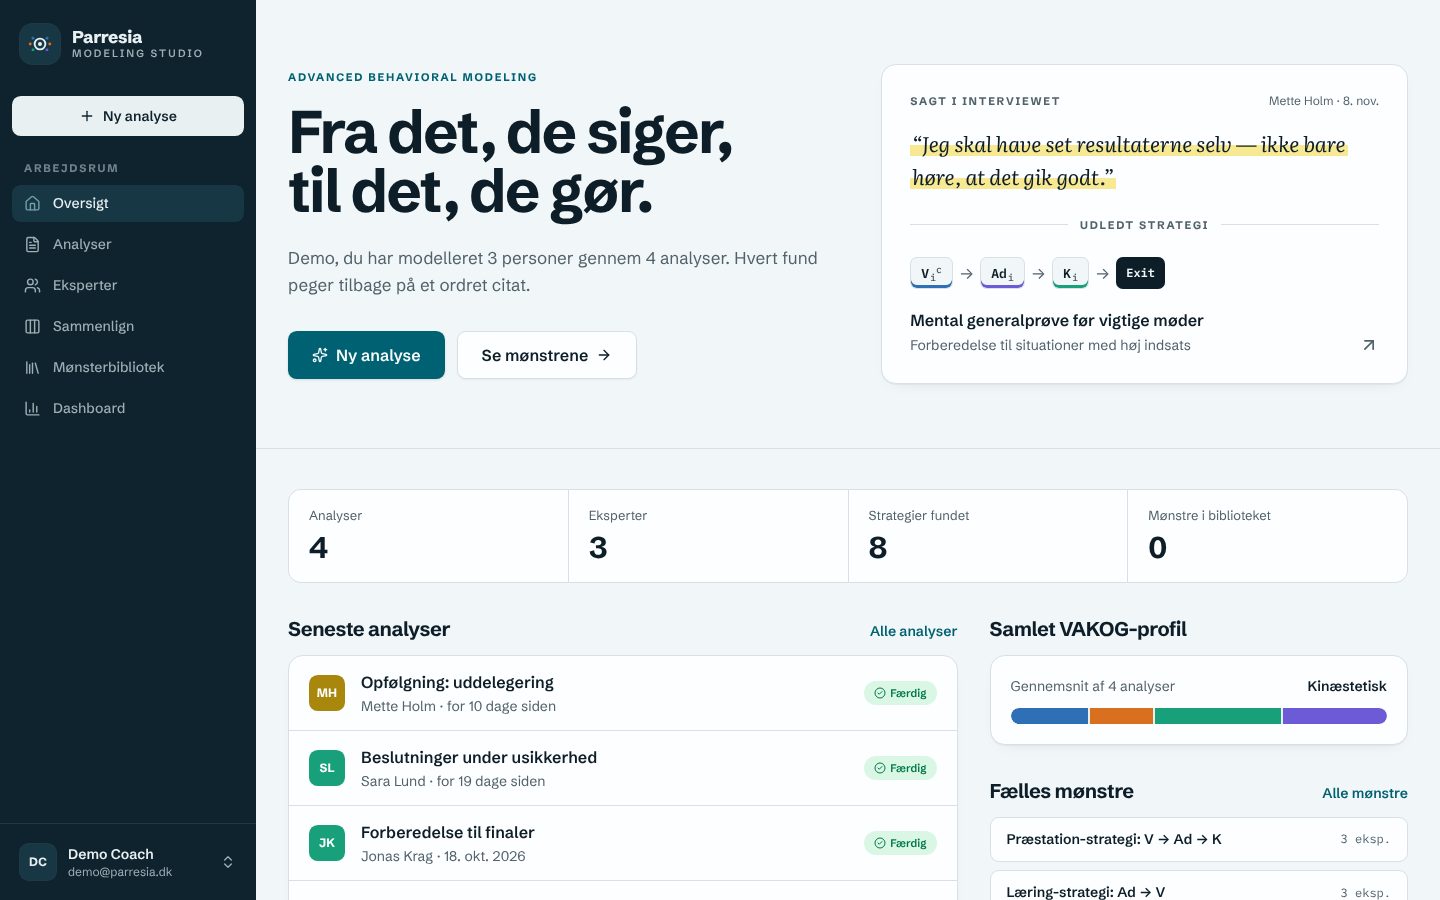 Parresia
MODELING STUDIO
Ny analyse
ARBEJDSRUM
Oversigt
Analyser
Eksperter
Sammenlign
Mønsterbibliotek
Dashboard
DC
Demo Coach
demo@parresia.dk
ADVANCED BEHAVIORAL MODELING
Fra det, de siger,
til det, de gør.
Demo, du har modelleret 3 personer gennem 4 analyser. Hvert fund
peger tilbage på et ordret citat.
Ny analyse
Se mønstrene →
SAGT I INTERVIEWET
Mette Holm · 8. nov.
“Jeg skal have set resultaterne selv — ikke bare
høre, at det gik godt.”
UDLEDT STRATEGI
Vᵢᶜ → Adᵢ → Kᵢ → Exit
Mental generalprøve før vigtige møder
Forberedelse til situationer med høj indsats
Analyser
4
Eksperter
3
Strategier fundet
8
Mønstre i biblioteket
0
Seneste analyser
Alle analyser
MH
Opfølgning: uddelegering
Mette Holm · for 10 dage siden
Færdig
SL
Beslutninger under usikkerhed
Sara Lund · for 19 dage siden
Færdig
JK
Forberedelse til finaler
Jonas Krag · 18. okt. 2026
Færdig
Samlet VAKOG-profil
Gennemsnit af 4 analyser
Kinæstetisk
Fælles mønstre
Alle mønstre
Præstation-strategi: V → Ad → K
3 eksp.
Læring-strategi: Ad → V
3 eksp.